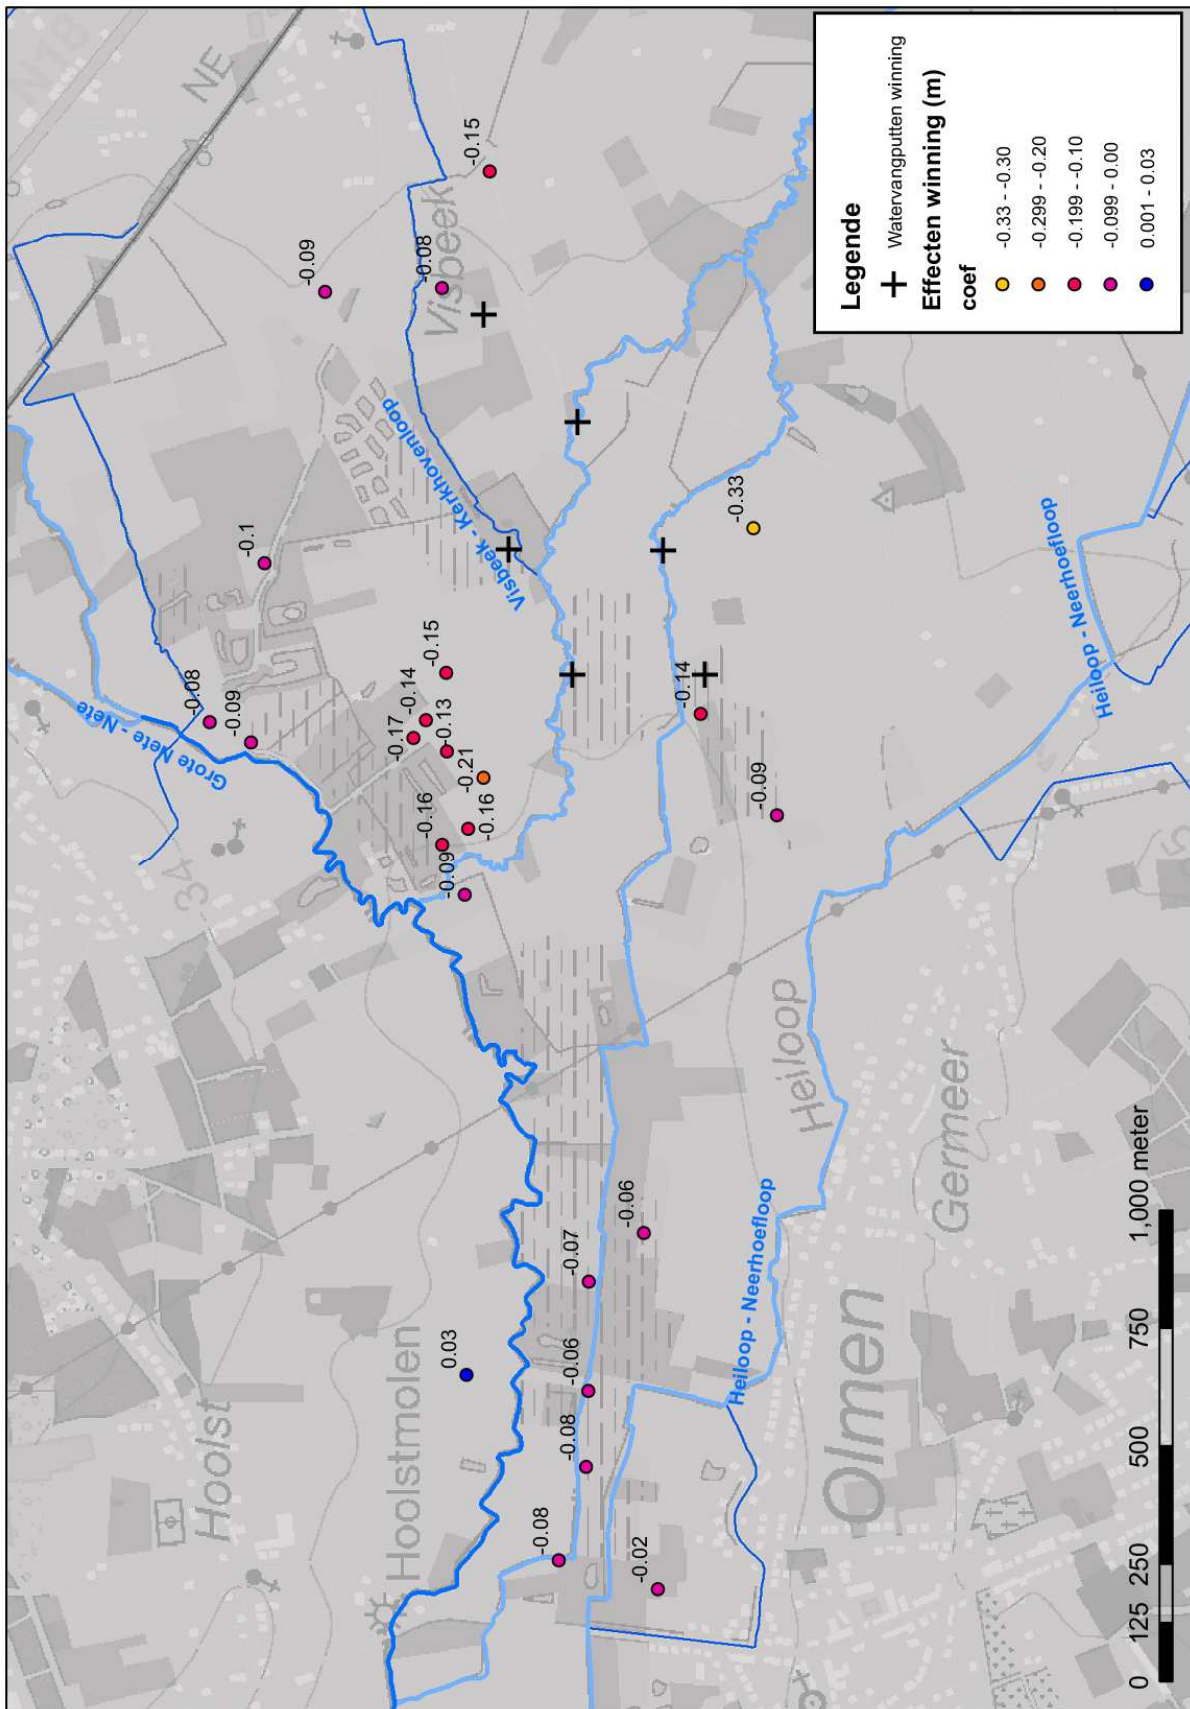 N18
NE
Visbeek
-0.15
-0.09
-0.08
Visbeek - Kerkhovenloop
-0.1
-0.33
-0.08
-0.09
Grote Nete - Nete
34
-0.15
-0.14
-0.17
-0.13
-0.21
-0.16
-0.16
-0.09
-0.14
-0.09
Heiloop - Neerhoefloop
Heiloop
Germeer
Hoolst
Hoolstmolen
0.03
-0.06
-0.07
-0.06
-0.08
-0.08
-0.02
Heiloop - Neerhoefloop
Olmen
Legende
Watervangputten winning
Effecten winning (m)
coef
-0.33 - -0.30
-0.299 - -0.20
-0.199 - -0.10
-0.099 - 0.00
0.001 - 0.03
0 125 250 500 750 1,000 meter